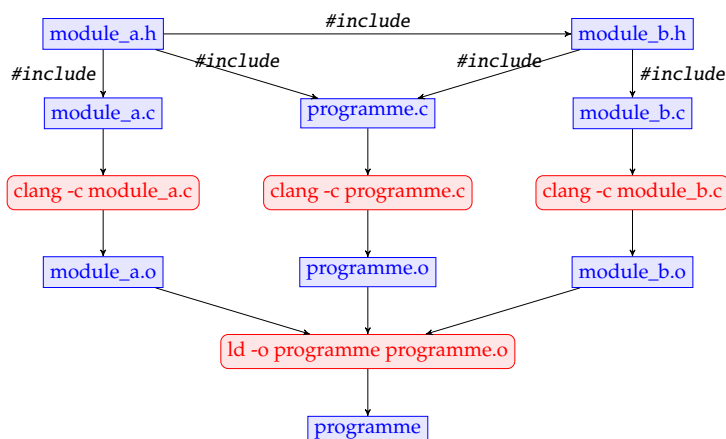 #include
module_a.h
module_b.h
#include
#include
#include
#include
module_a.c
programme.c
module_b.c
clang -c module_a.c
clang -c programme.c
clang -c module_b.c
module_a.o
programme.o
module_b.o
ld -o programme programme.o
programme